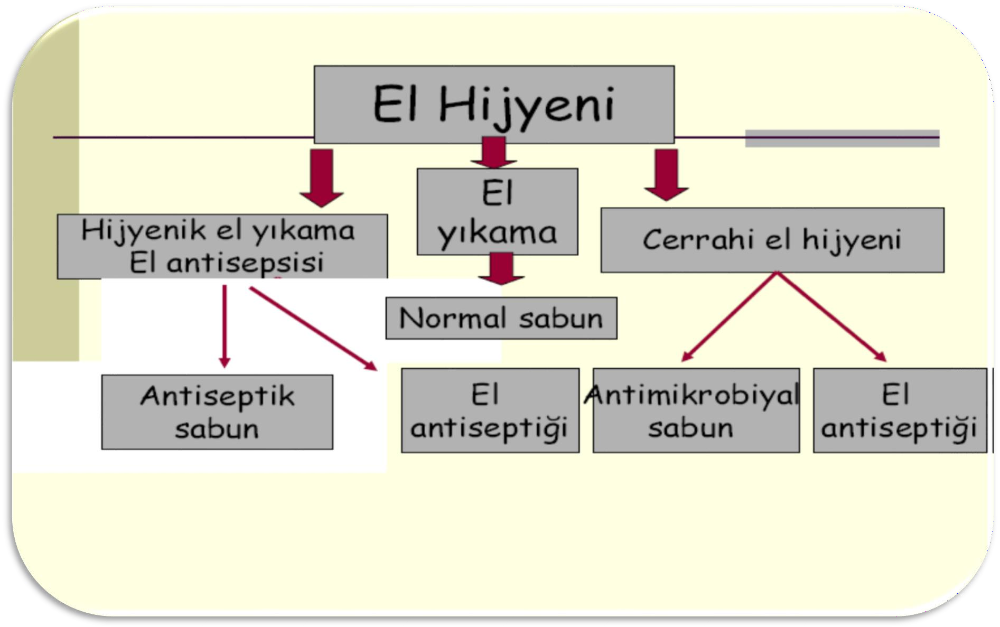 El Hijyeni
El
yıkama
Hijyenik el yıkama
El antisepsisi
Cerrahi el hijyeni
Normal sabun
Antiseptik
sabun
El
antiseptiği
Antimikrobiyal
sabun
El
antiseptiği